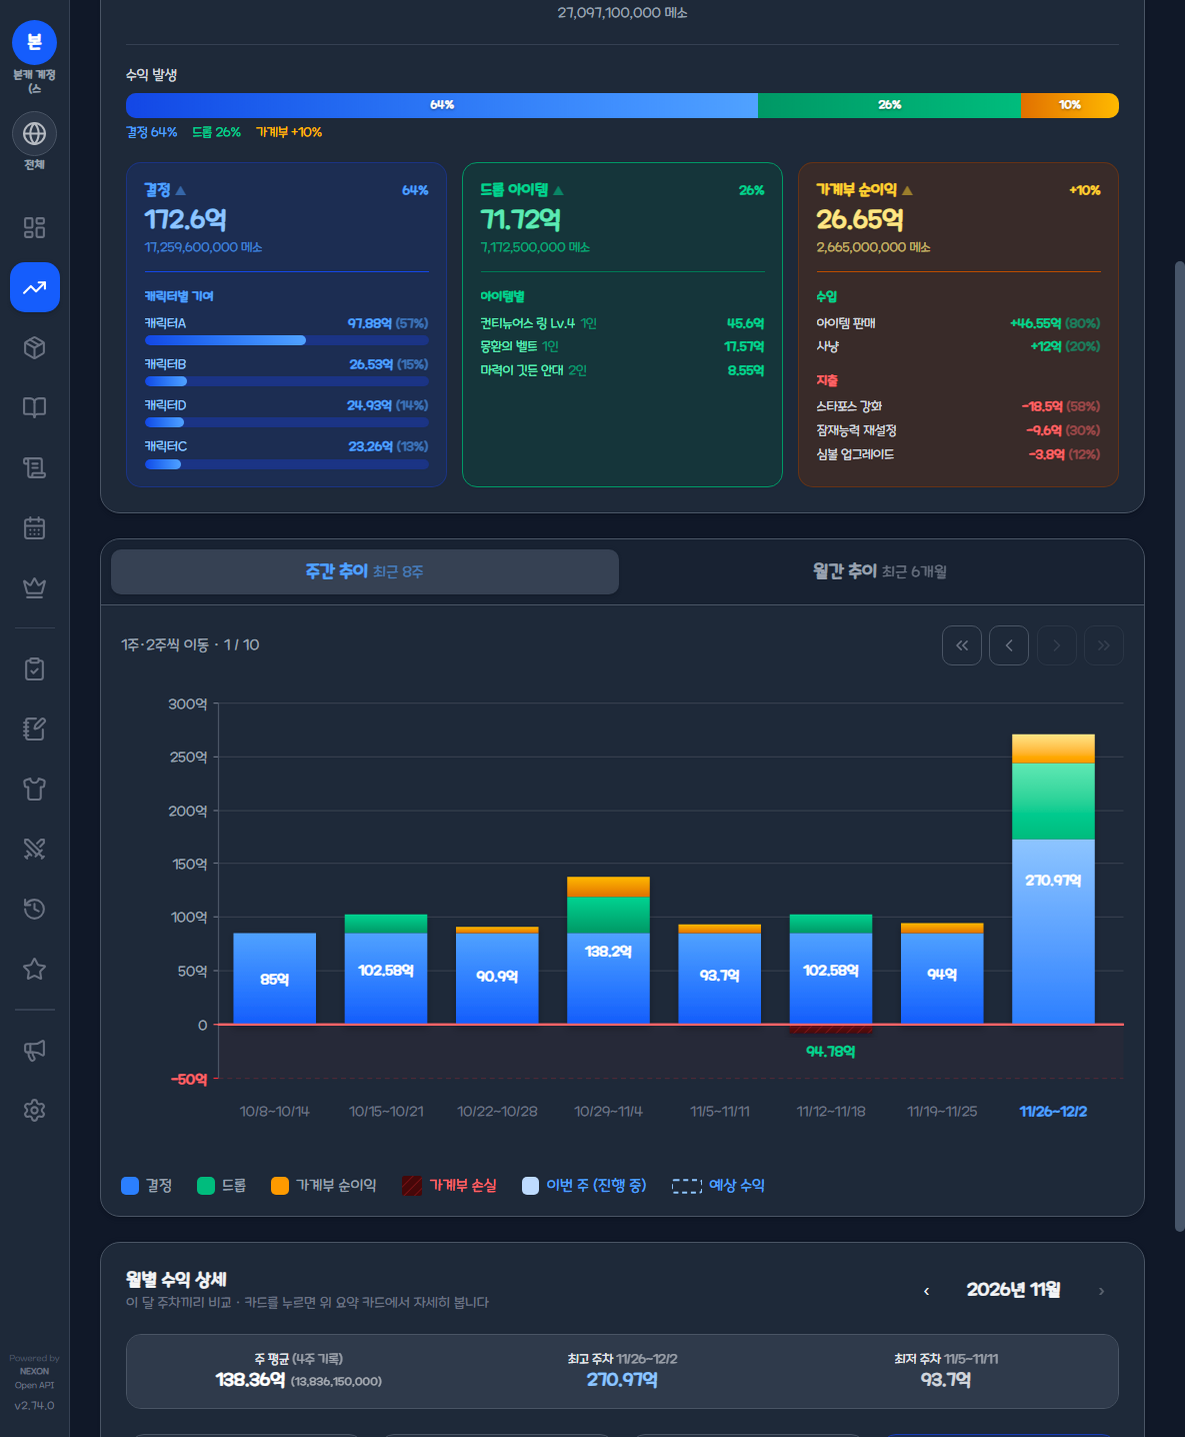 본
본캐 계정
(스
전체
Powered by
NEXON
Open API
v2.74.0
27,097,100,000 메소
수익 발생
64%
26%
10%
결정 64% 드롭 26% 가계부 +10%
결정 ▲ 64%
172.6억
17,259,600,000 메소
캐릭터별 기여
캐릭터A 97.88억 (57%)
캐릭터B 26.53억 (15%)
캐릭터D 24.93억 (14%)
캐릭터C 23.26억 (13%)
드롭 아이템 ▲ 26%
71.72억
7,172,500,000 메소
아이템별
컨티뉴어스 링 Lv.4 1인 45.6억
몽환의 벨트 1인 17.57억
마력이 깃든 안대 2인 8.55억
가계부 순이익 ▲ +10%
26.65억
2,665,000,000 메소
수입
아이템 판매 +46.55억 (80%)
사냥 +12억 (20%)
지출
스타포스 강화 -18.5억 (58%)
잠재능력 재설정 -9.6억 (30%)
심볼 업그레이드 -3.8억 (12%)
주간 추이 최근 8주
월간 추이 최근 6개월
1주·2주씩 이동 · 1 / 10
300억
250억
200억
150억
100억
50억
0
-50억
85억
102.58억
90.9억
138.2억
93.7억
102.58억
94.78억
94억
270.97억
10/8~10/14
10/15~10/21
10/22~10/28
10/29~11/4
11/5~11/11
11/12~11/18
11/19~11/25
11/26~12/2
결정
드롭
가계부 순이익
가계부 손실
이번 주 (진행 중)
예상 수익
월별 수익 상세
이 달 주차끼리 비교 · 카드를 누르면 위 요약 카드에서 자세히 봅니다
‹ 2026년 11월 ›
주 평균 (4주 기록)
138.36억 (13,836,150,000)
최고 주차 11/26~12/2
270.97억
최저 주차 11/5~11/11
93.7억